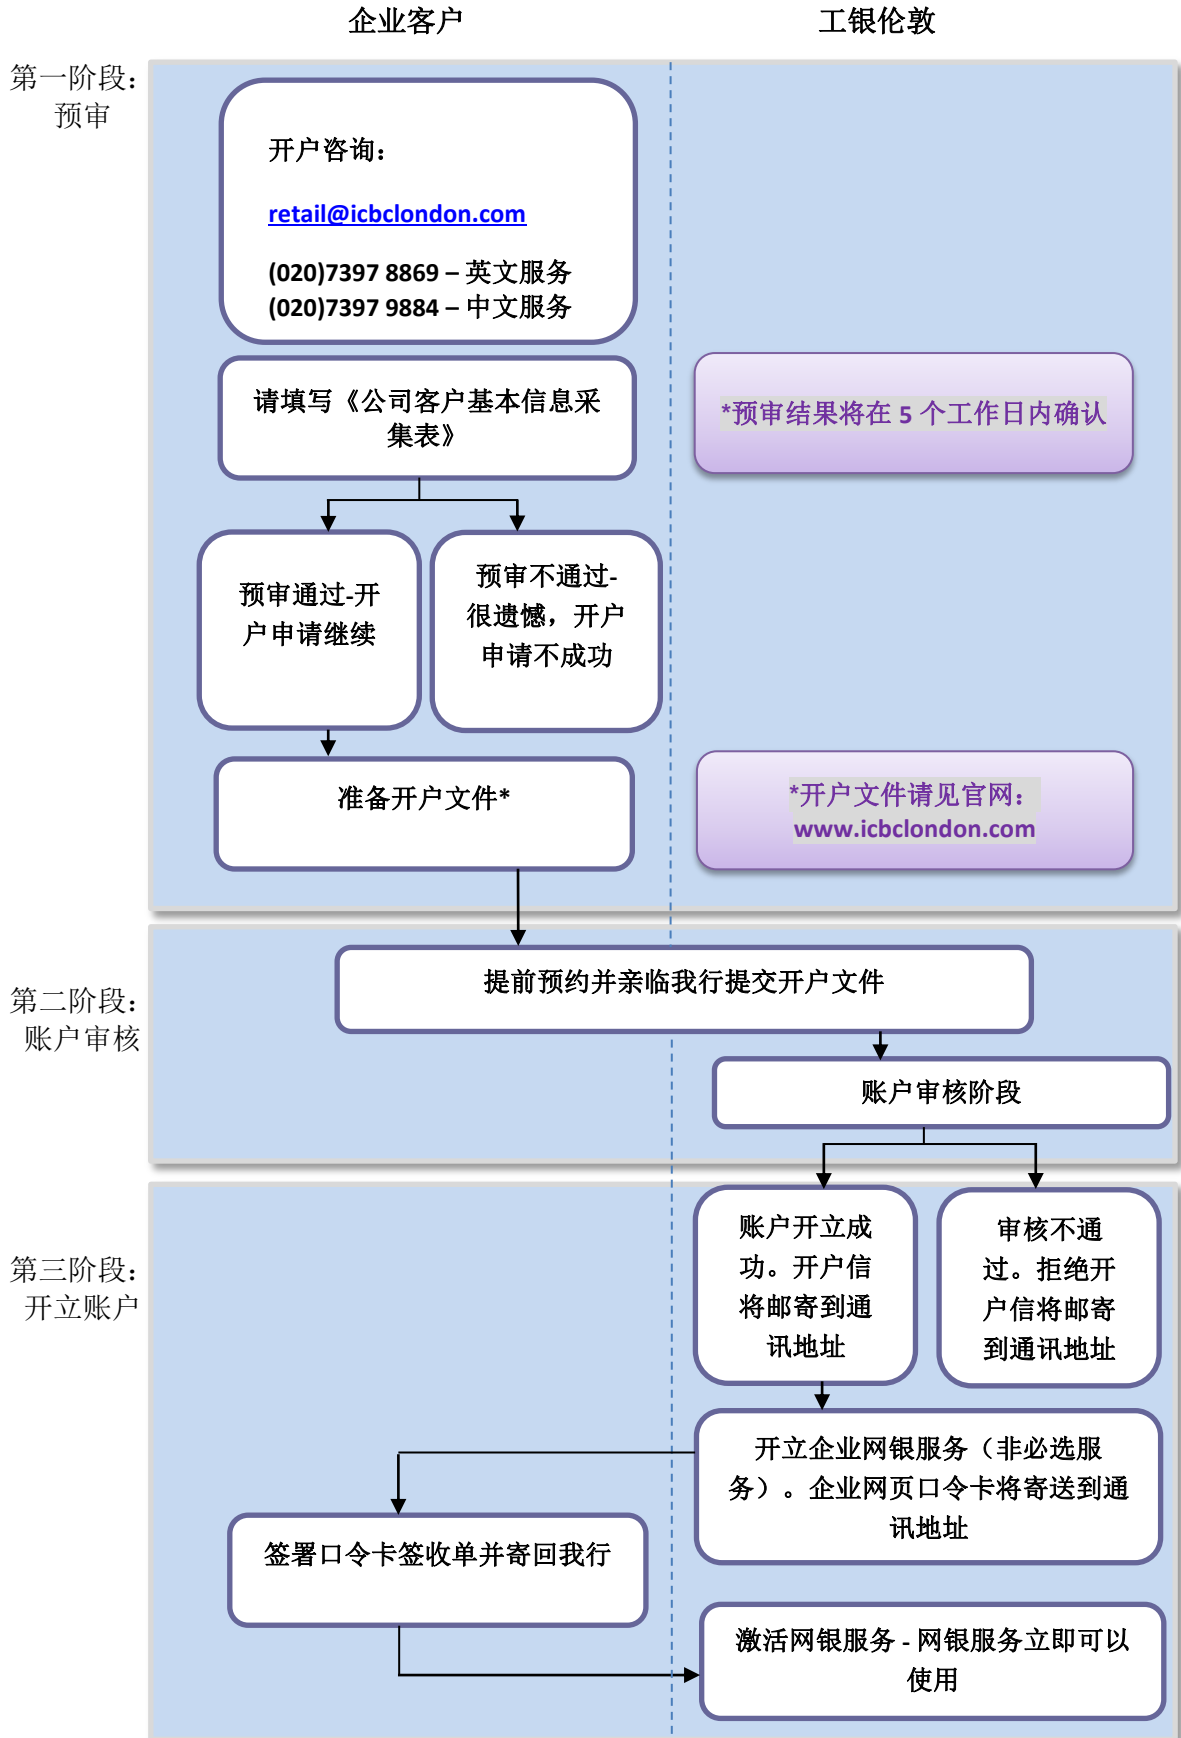 企业客户
工银伦敦
第一阶段：
预审
开户咨询：
retail@icbclondon.com
(020)7397 8869 – 英文服务
(020)7397 9884 – 中文服务
请填写《公司客户基本信息采
集表》
*预审结果将在 5 个工作日内确认
预审通过-开
户申请继续
预审不通过-
很遗憾，开户
申请不成功
准备开户文件*
*开户文件请见官网：
www.icbclondon.com
第二阶段：
账户审核
提前预约并亲临我行提交开户文件
账户审核阶段
第三阶段：
开立账户
账户开立成
功。开户信
将邮寄到通
讯地址
审核不通
过。拒绝开
户信将邮寄
到通讯地址
开立企业网银服务（非必选服
务）。企业网页口令卡将寄送到通
讯地址
签署口令卡签收单并寄回我行
激活网银服务 - 网银服务立即可以
使用